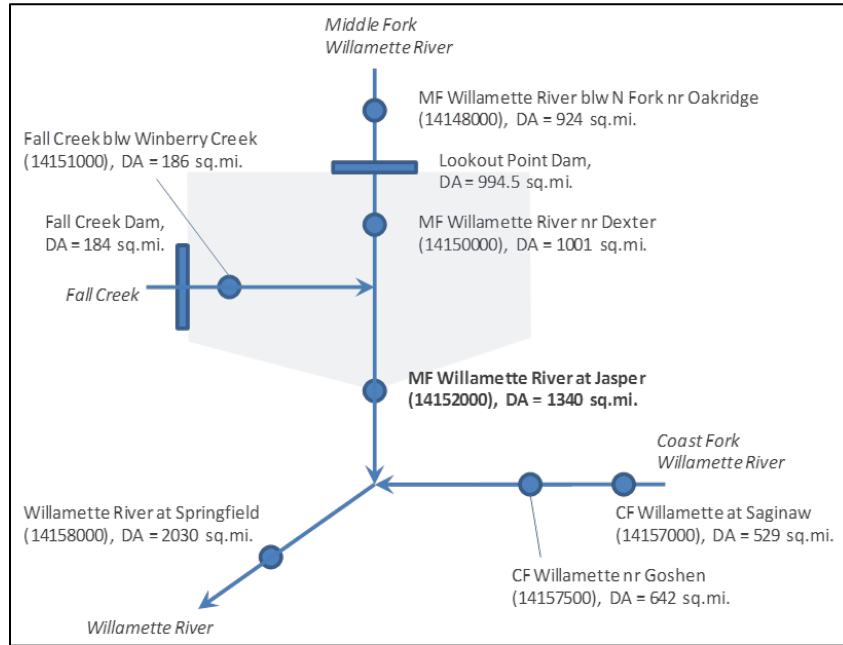 Middle Fork
Willamette River
MF Willamette River blw N Fork nr Oakridge
(14148000), DA = 924 sq.mi.
Fall Creek blw Winberry Creek
(14151000), DA = 186 sq.mi.
Lookout Point Dam,
DA = 994.5 sq.mi.
Fall Creek Dam,
DA = 184 sq.mi.
MF Willamette River nr Dexter
(14150000), DA = 1001 sq.mi.
Fall Creek
MF Willamette River at Jasper
(14152000), DA = 1340 sq.mi.
Coast Fork
Willamette River
Willamette River at Springfield
(14158000), DA = 2030 sq.mi.
CF Willamette at Saginaw
(14157000), DA = 529 sq.mi.
CF Willamette nr Goshen
(14157500), DA = 642 sq.mi.
Willamette River